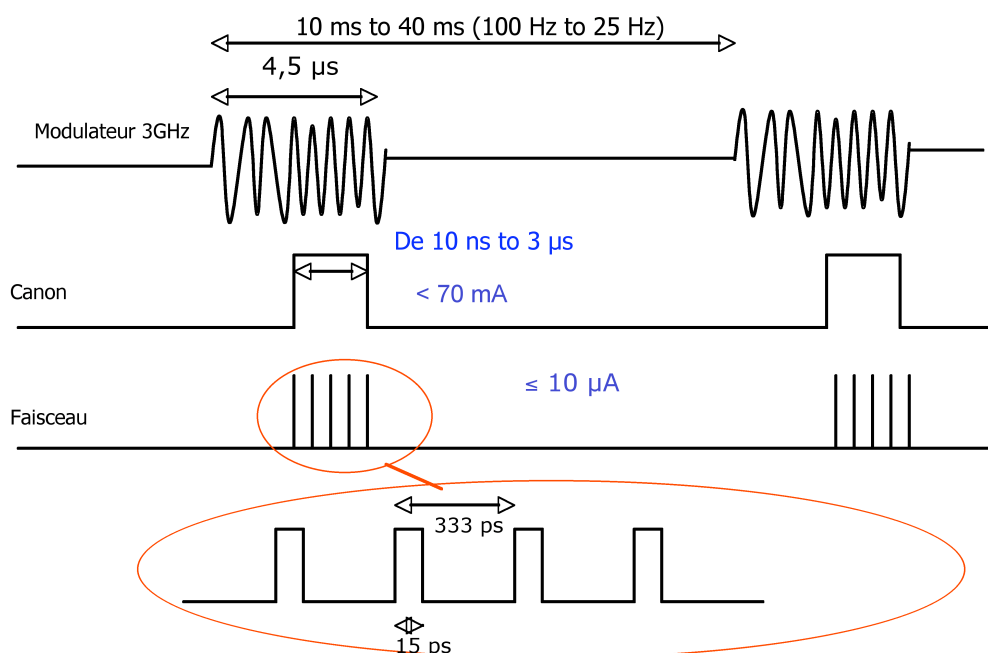 10 ms to 40 ms (100 Hz to 25 Hz)
4,5 µs
Modulateur 3GHz
De 10 ns to 3 µs
Canon
< 70 mA
≤ 10 µA
Faisceau
333 ps
15 ps